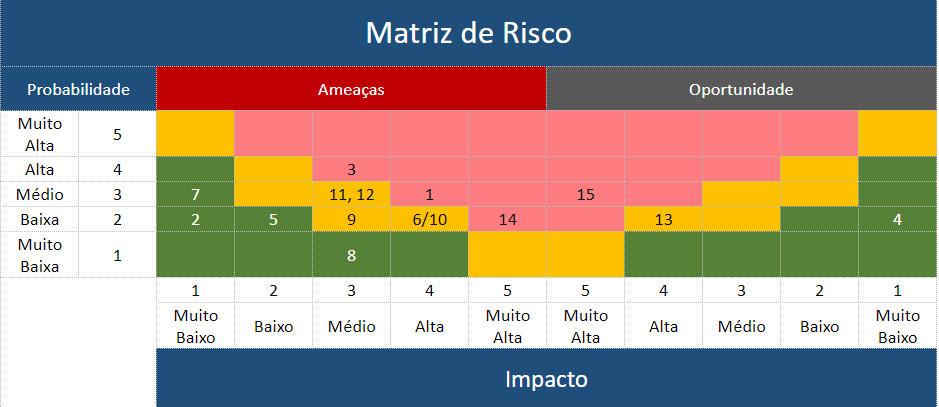 Matriz de Risco
Probabilidade Ameaças Oportunidade
Muito
Alta 5
Alta 4 3
Médio 3 7 11, 12 1 15
Baixa 2 2 5 9 6/10 14 13 4
Muito
Baixa 1 8
1 2 3 4 5 5 4 3 2 1
Muito
Baixo Baixo Médio Alta Muito
Alta Muito
Alta Alta Médio Baixo Muito
Baixo
Impacto